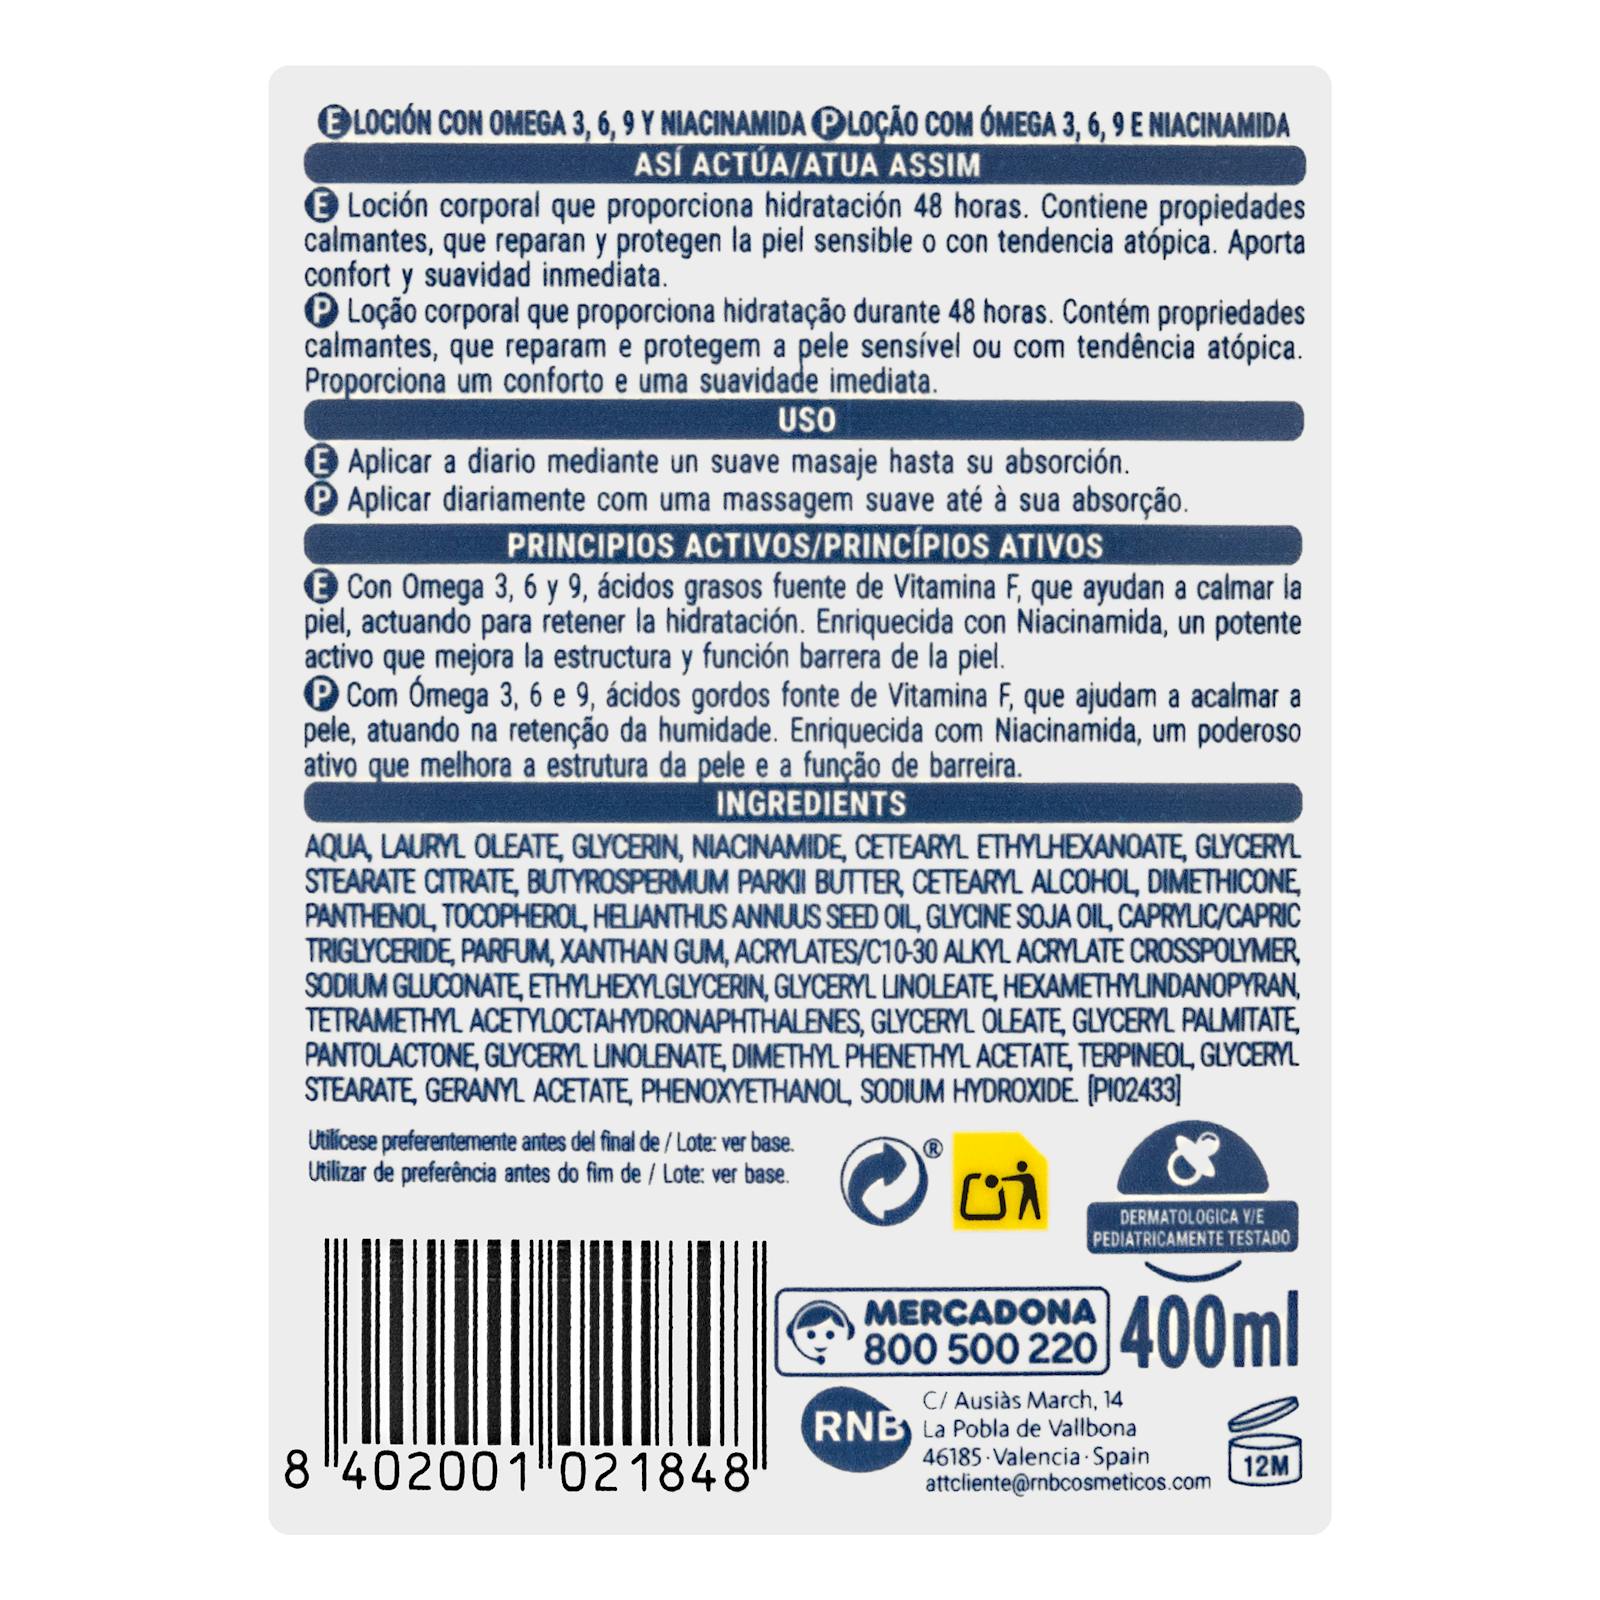 E LOCIÓN CON OMEGA 3, 6, 9 Y NIACINAMIDA P LOÇÃO COM ÓMEGA 3, 6, 9 E NIACINAMIDA
ASÍ ACTÚA/ATUA ASSIM
E Loción corporal que proporciona hidratación 48 horas. Contiene propiedades
calmantes, que reparan y protegen la piel sensible o con tendencia atópica. Aporta
confort y suavidad inmediata.
P Loção corporal que proporciona hidratação durante 48 horas. Contém propriedades
calmantes, que reparam e protegem a pele sensível ou com tendência atópica.
Proporciona um conforto e uma suavidade imediata.
USO
E Aplicar a diario mediante un suave masaje hasta su absorción.
P Aplicar diariamente com uma massagem suave até à sua absorção.
PRINCIPIOS ACTIVOS/PRINCÍPIOS ATIVOS
E Con Omega 3, 6 y 9, ácidos grasos fuente de Vitamina F, que ayudan a calmar la
piel, actuando para retener la hidratación. Enriquecida con Niacinamida, un potente
activo que mejora la estructura y función barrera de la piel.
P Com Ómega 3, 6 e 9, ácidos gordos fonte de Vitamina F, que ajudam a acalmar a
pele, atuando na retenção da humidade. Enriquecida com Niacinamida, um poderoso
ativo que melhora a estrutura da pele e a função de barreira.
INGREDIENTS
AQUA, LAURYL OLEATE, GLYCERIN, NIACINAMIDE, CETEARYL ETHYLHEXANOATE, GLYCERYL
STEARATE CITRATE, BUTYROSPERMUM PARKII BUTTER, CETEARYL ALCOHOL, DIMETHICONE,
PANTHENOL, TOCOPHEROL, HELIANTHUS ANNUUS SEED OIL, GLYCINE SOJA OIL, CAPRYLIC/CAPRIC
TRIGLYCERIDE, PARFUM, XANTHAN GUM, ACRYLATES/C10-30 ALKYL ACRYLATE CROSSPOLYMER,
SODIUM GLUCONATE, ETHYLHEXYLGLYCERIN, GLYCERYL LINOLEATE, HEXAMETHYLINDANOPYRAN,
TETRAMETHYL ACETYLOCTAHYDRONAPHTHALENES, GLYCERYL OLEATE, GLYCERYL PALMITATE,
PANTOLACTONE, GLYCERYL LINOLENATE, DIMETHYL PHENETHYL ACETATE, TERPINEOL, GLYCERYL
STEARATE, GERANYL ACETATE, PHENOXYETHANOL, SODIUM HYDROXIDE. [PI02433]
Utilícese preferentemente antes del final de / Lote: ver base.
Utilizar de preferência antes do fim de / Lote: ver base.
®
DERMATOLOGICA Y/E
PEDIATRICAMENTE TESTADO
MERCADONA
800 500 220
400ml
RNB
C/ Ausiàs March, 14
La Pobla de Vallbona
46185 · Valencia · Spain
attcliente@rnbcosmeticos.com
12M
8 402001 021848